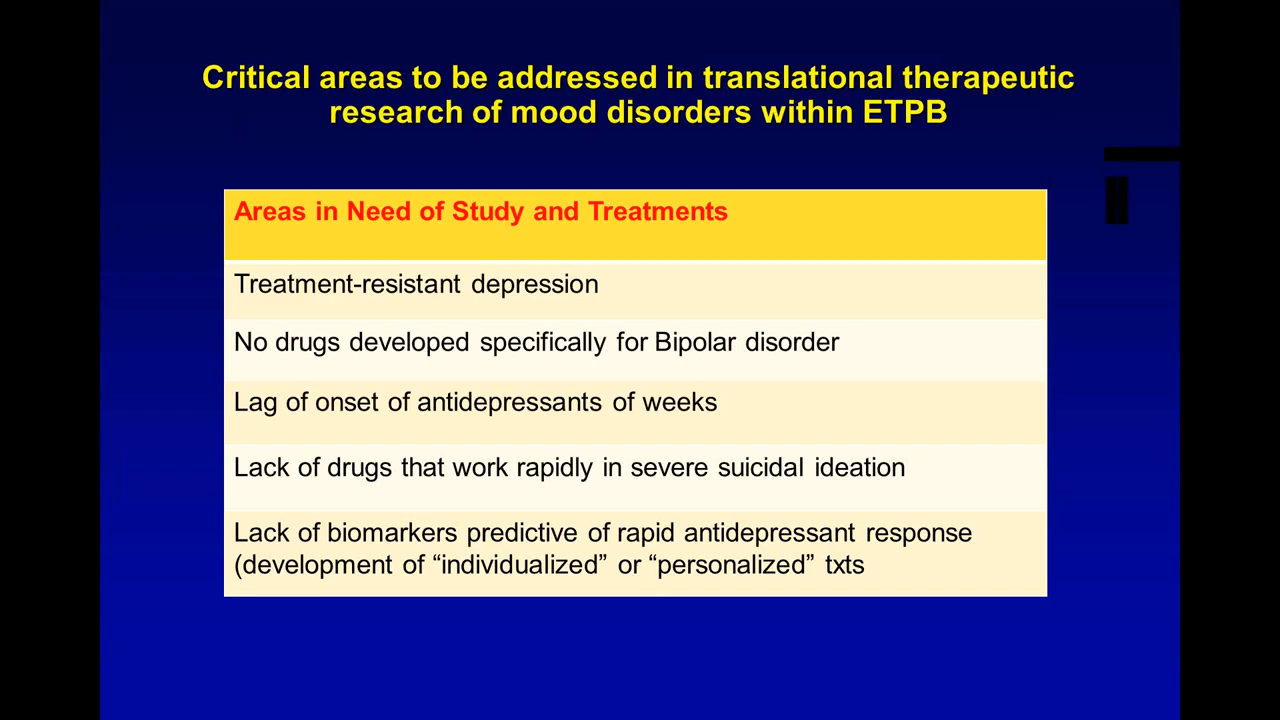 Critical areas to be addressed in translational therapeutic
research of mood disorders within ETPB
Areas in Need of Study and Treatments
Treatment-resistant depression
No drugs developed specifically for Bipolar disorder
Lag of onset of antidepressants of weeks
Lack of drugs that work rapidly in severe suicidal ideation
Lack of biomarkers predictive of rapid antidepressant response
(development of “individualized” or “personalized” txts